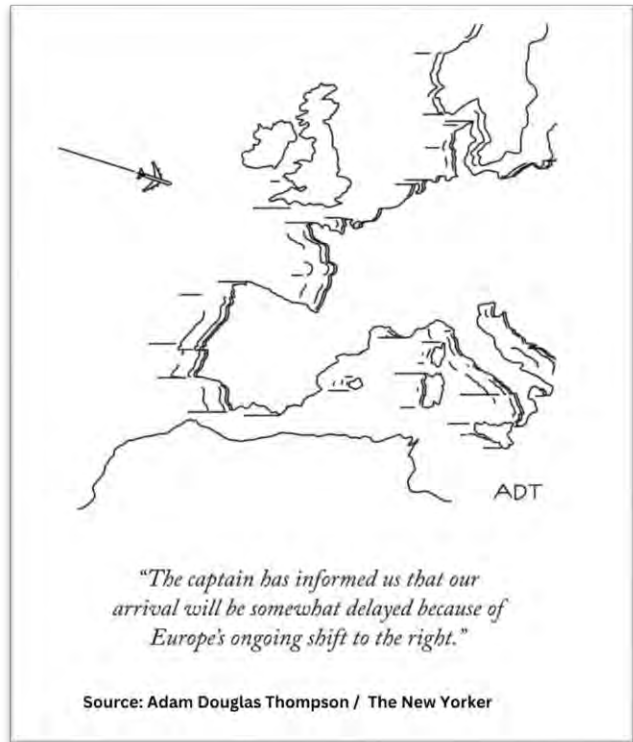 ADT
“The captain has informed us that our
arrival will be somewhat delayed because of
Europe’s ongoing shift to the right.”
Source: Adam Douglas Thompson / The New Yorker